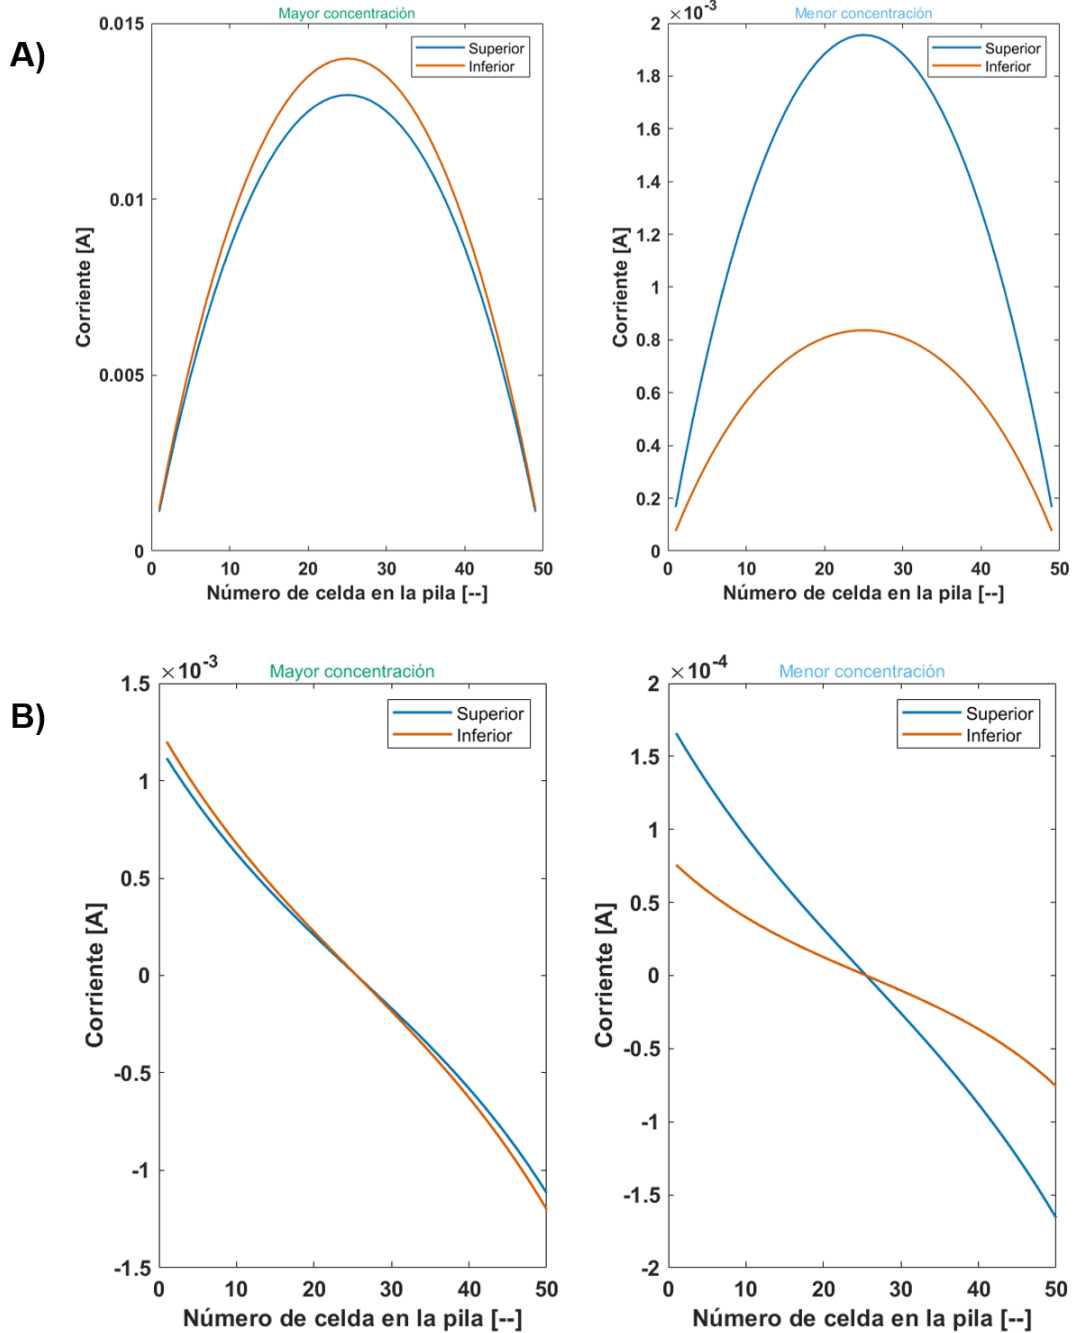 A)
Mayor concentración
0.015
0.01
0.005
0
Corriente [A]
Superior
Inferior
0 10 20 30 40 50
Número de celda en la pila [--]
Menor concentración
×10-3
2
1.8
1.6
1.4
1.2
1
0.8
0.6
0.4
0.2
0
Corriente [A]
Superior
Inferior
0 10 20 30 40 50
Número de celda en la pila [--]
B)
Mayor concentración
×10-3
1.5
1
0.5
0
-0.5
-1
-1.5
Corriente [A]
Superior
Inferior
0 10 20 30 40 50
Número de celda en la pila [--]
Menor concentración
×10-4
2
1.5
1
0.5
0
-0.5
-1
-1.5
-2
Corriente [A]
Superior
Inferior
0 10 20 30 40 50
Número de celda en la pila [--]